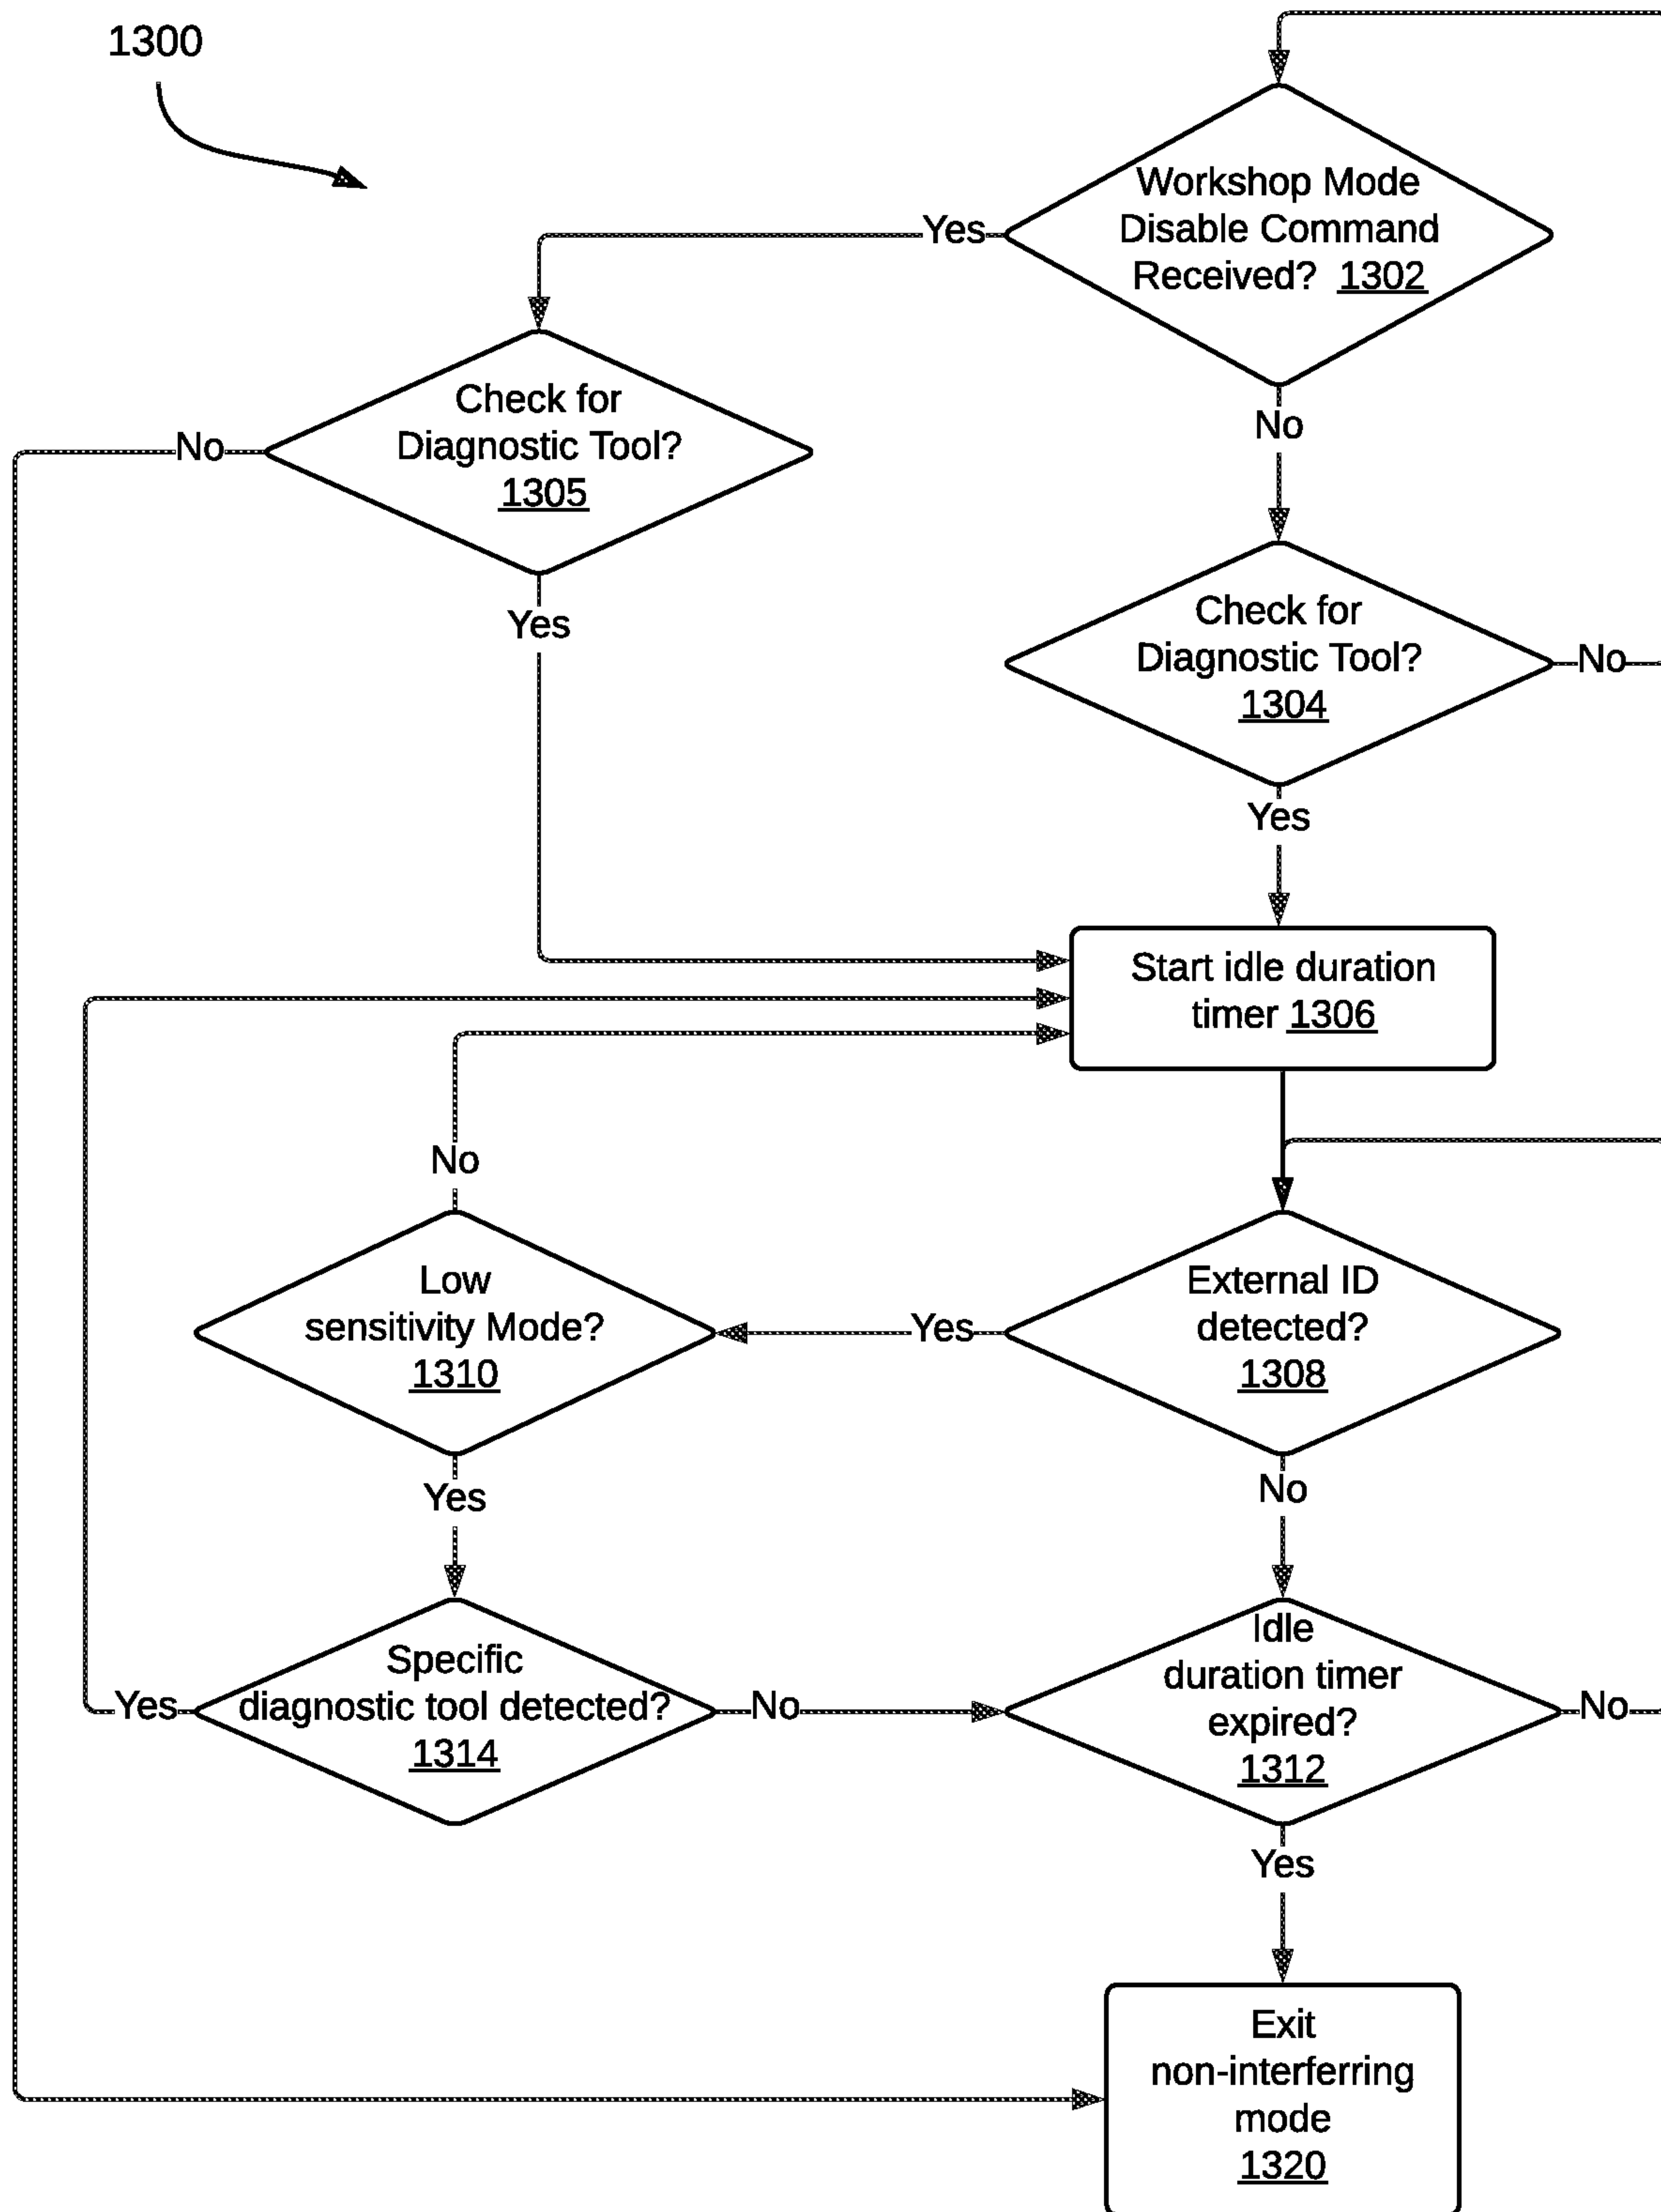 1300
Workshop Mode
Disable Command
Received? 1302
Yes
No
Check for
Diagnostic Tool?
1305
No
Yes
Check for
Diagnostic Tool?
1304
No
Yes
Start idle duration
timer 1306
No
Low
sensitivity Mode?
1310
Yes
External ID
detected?
1308
Yes
No
Specific
diagnostic tool detected?
1314
Yes
No
Idle
duration timer
expired?
1312
No
Yes
Exit
non-interferring
mode
1320